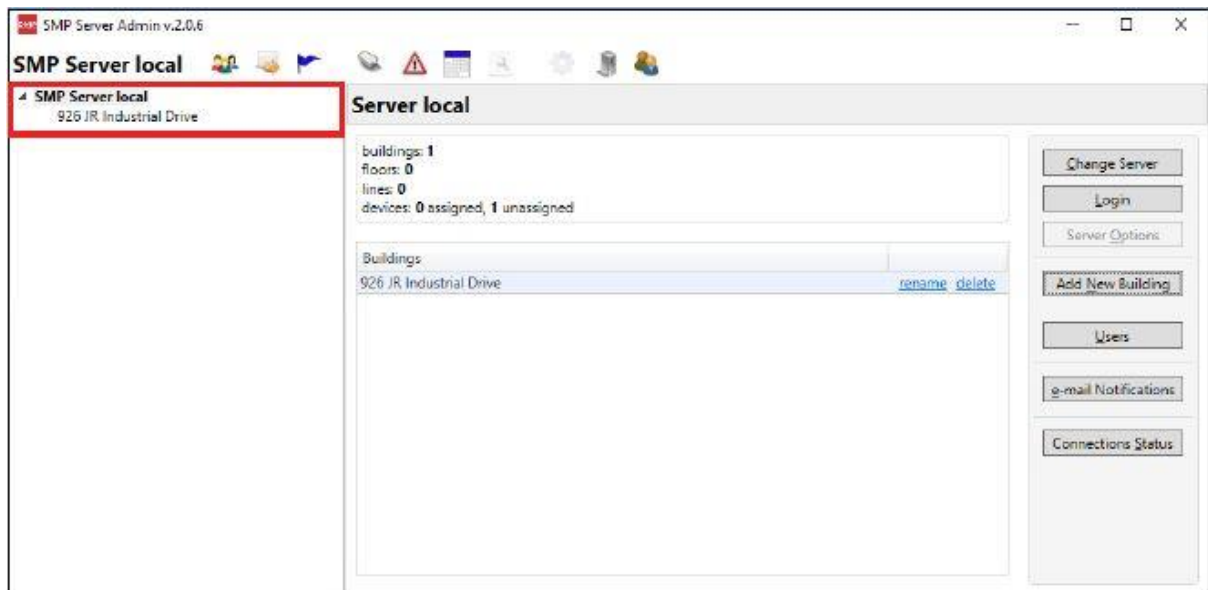 SMP SMP Server Admin v.2.0.6
SMP Server local
SMP Server local
926 JR Industrial Drive
Server local
buildings: 1
floors: 0
lines: 0
devices: 0 assigned, 1 unassigned
Buildings
926 JR Industrial Drive rename delete
Change Server
Login
Server Options
Add New Building
Users
e-mail Notifications
Connections Status